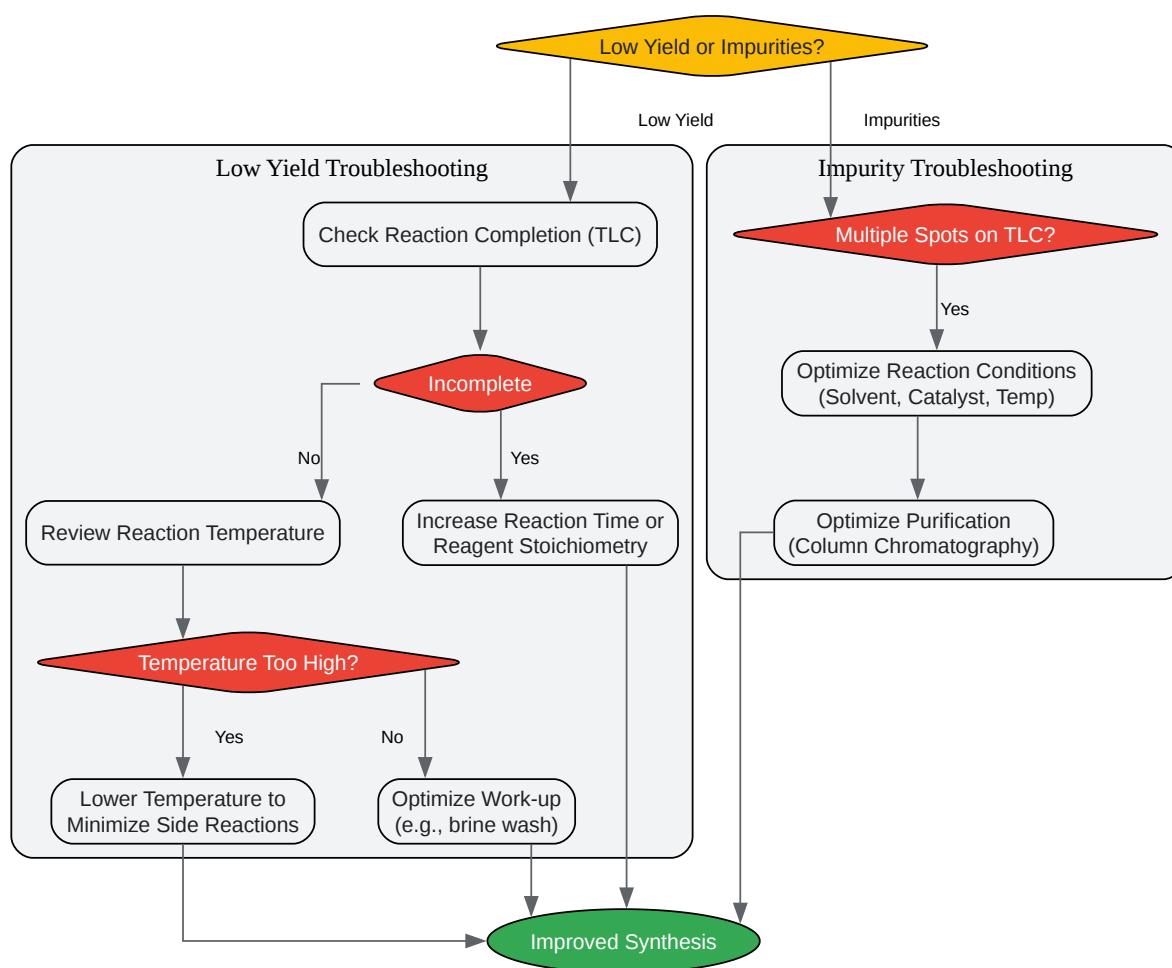 Low Yield or Impurities?
Low Yield
Impurities
Low Yield Troubleshooting
Impurity Troubleshooting
Check Reaction Completion (TLC)
Multiple Spots on TLC?
Yes
Incomplete
Optimize Reaction Conditions
(Solvent, Catalyst, Temp)
No
Yes
Review Reaction Temperature
Increase Reaction Time or
Reagent Stoichiometry
Optimize Purification
(Column Chromatography)
Temperature Too High?
Yes
No
Lower Temperature to
Minimize Side Reactions
Optimize Work-up
(e.g., brine wash)
Improved Synthesis